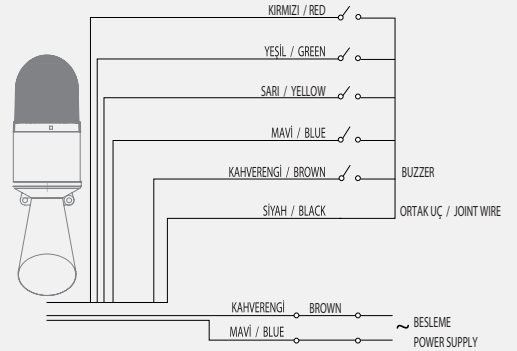 KIRMIZI / RED
YEŞİL / GREEN
SARI / YELLOW
MAVİ / BLUE
KAHVERENGİ / BROWN BUZZER
SİYAH / BLACK ORTAK UÇ / JOINT WIRE
KAHVERENGİ BROWN
~ BESLEME
MAVİ / BLUE POWER SUPPLY